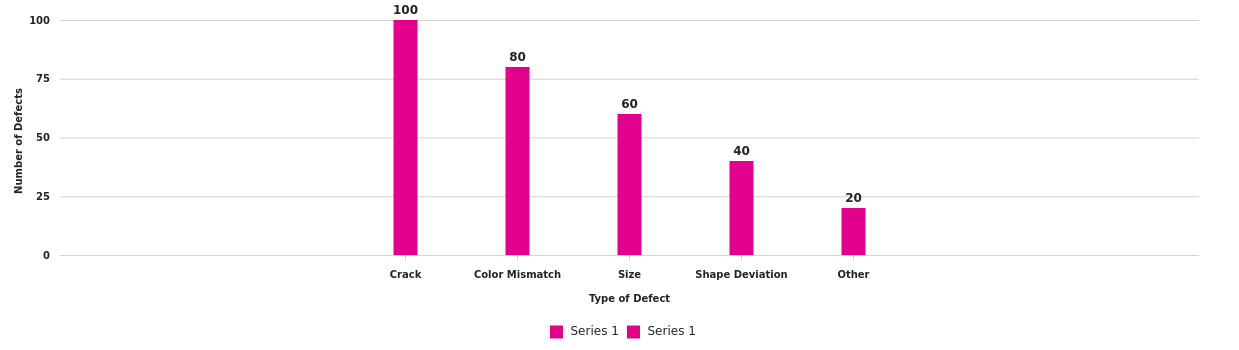 100
100
80
75
60
50
40
25
20
0
Number of Defects
Crack Color Mismatch Size Shape Deviation Other
Type of Defect
Series 1 Series 1